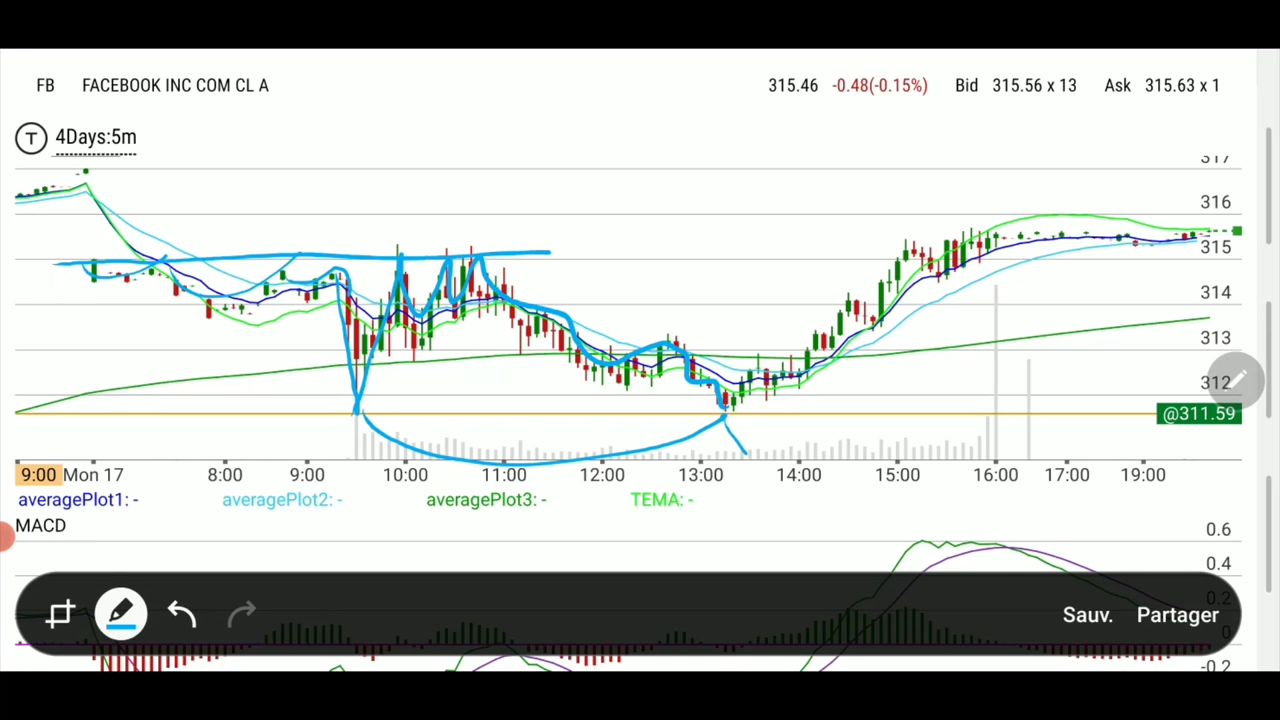 FB FACEBOOK INC COM CL A 315.46 -0.48(-0.15%) Bid 315.56 x 13 Ask 315.63 x 1
T 4Days:5m
317
316
315
314
313
312
@311.59
9:00 Mon 17 8:00 9:00 10:00 11:00 12:00 13:00 14:00 15:00 16:00 17:00 19:00
averagePlot1: - averagePlot2: - averagePlot3: - TEMA: -
MACD
0.6
0.4
0.2
Sauv. Partager
0
-0.2